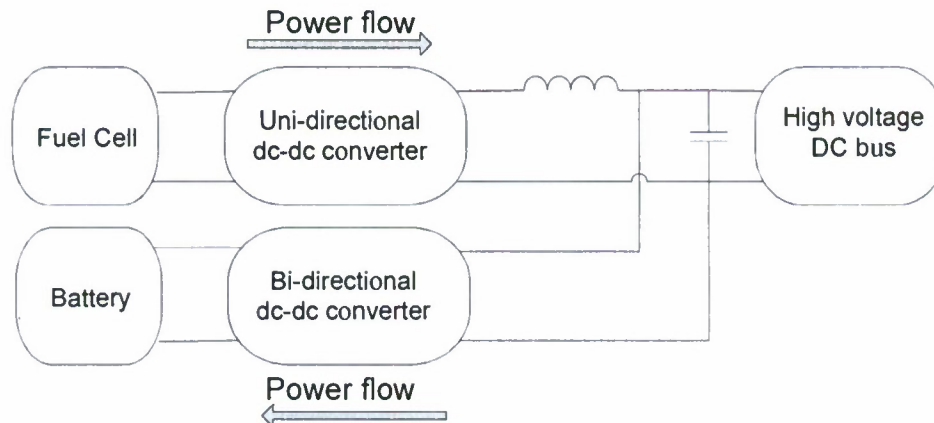 Power flow
Fuel Cell
Uni-directional
dc-dc converter
High voltage
DC bus
Battery
Bi-directional
dc-dc converter
Power flow